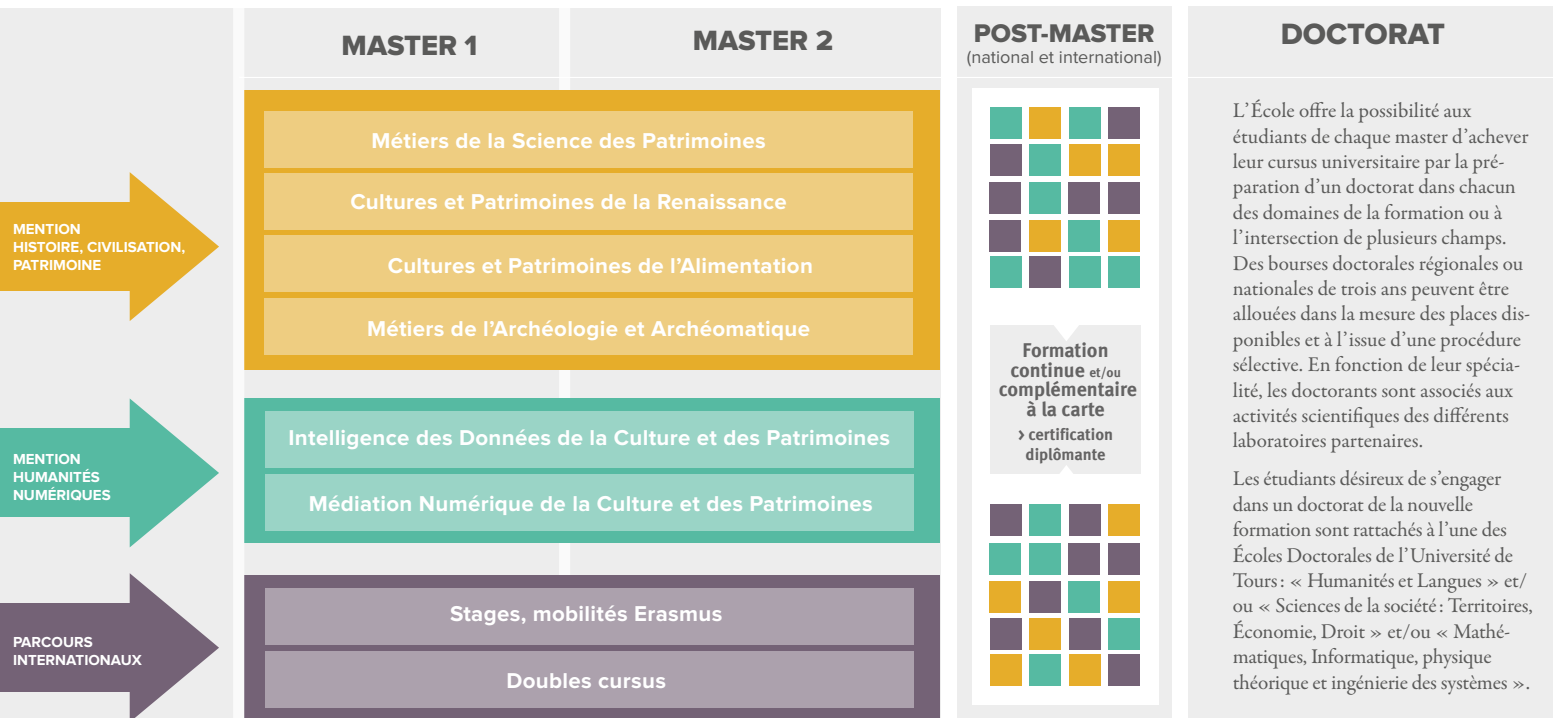 MASTER 1
MASTER 2
POST-MASTER
(national et international)
DOCTORAT
MENTION
HISTOIRE, CIVILISATION,
PATRIMOINE
Métiers de la Science des Patrimoines
Cultures et Patrimoines de la Renaissance
Cultures et Patrimoines de l'Alimentation
Métiers de l'Archéologie et Archéomatique
MENTION
HUMANITÉS
NUMÉRIQUES
Intelligence des Données de la Culture et des Patrimoines
Médiation Numérique de la Culture et des Patrimoines
PARCOURS
INTERNATIONAUX
Stages, mobilités Erasmus
Doubles cursus
Formation
continue et/ou
complémentaire
à la carte
> certification
diplômante
L'École offre la possibilité aux
étudiants de chaque master d'achever
leur cursus universitaire par la pré-
paration d'un doctorat dans chacun
des domaines de la formation ou à
l'intersection de plusieurs champs.
Des bourses doctorales régionales ou
nationales de trois ans peuvent être
allouées dans la mesure des places dis-
ponibles et à l'issue d'une procédure
sélective. En fonction de leur spécia-
lité, les doctorants sont associés aux
activités scientifiques des différents
laboratoires partenaires.
Les étudiants désireux de s'engager
dans un doctorat de la nouvelle
formation sont rattachés à l'une des
Écoles Doctorales de l'Université de
Tours : « Humanités et Langues » et/
ou « Sciences de la société : Territoires,
Économie, Droit » et/ou « Mathé-
matiques, Informatique, physique
théorique et ingénierie des systèmes ».